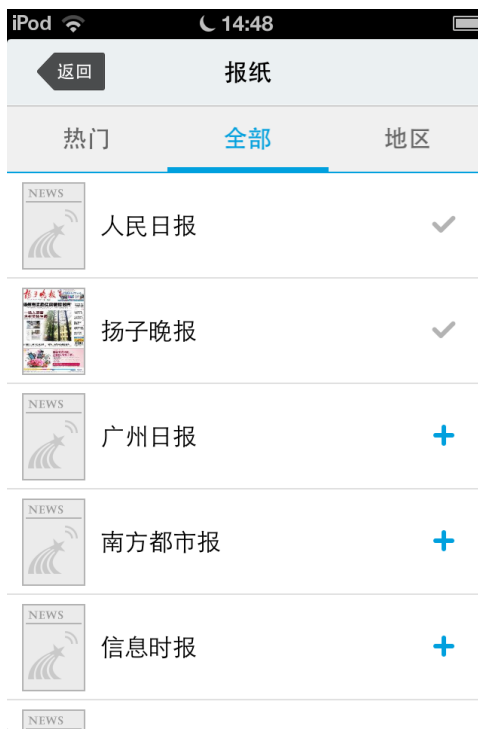 iPod 14:48
返回 报纸
热门 全部 地区
NEWS
人民日报
扬子晚报
NEWS
广州日报
NEWS
南方都市报
NEWS
信息时报
NEWS